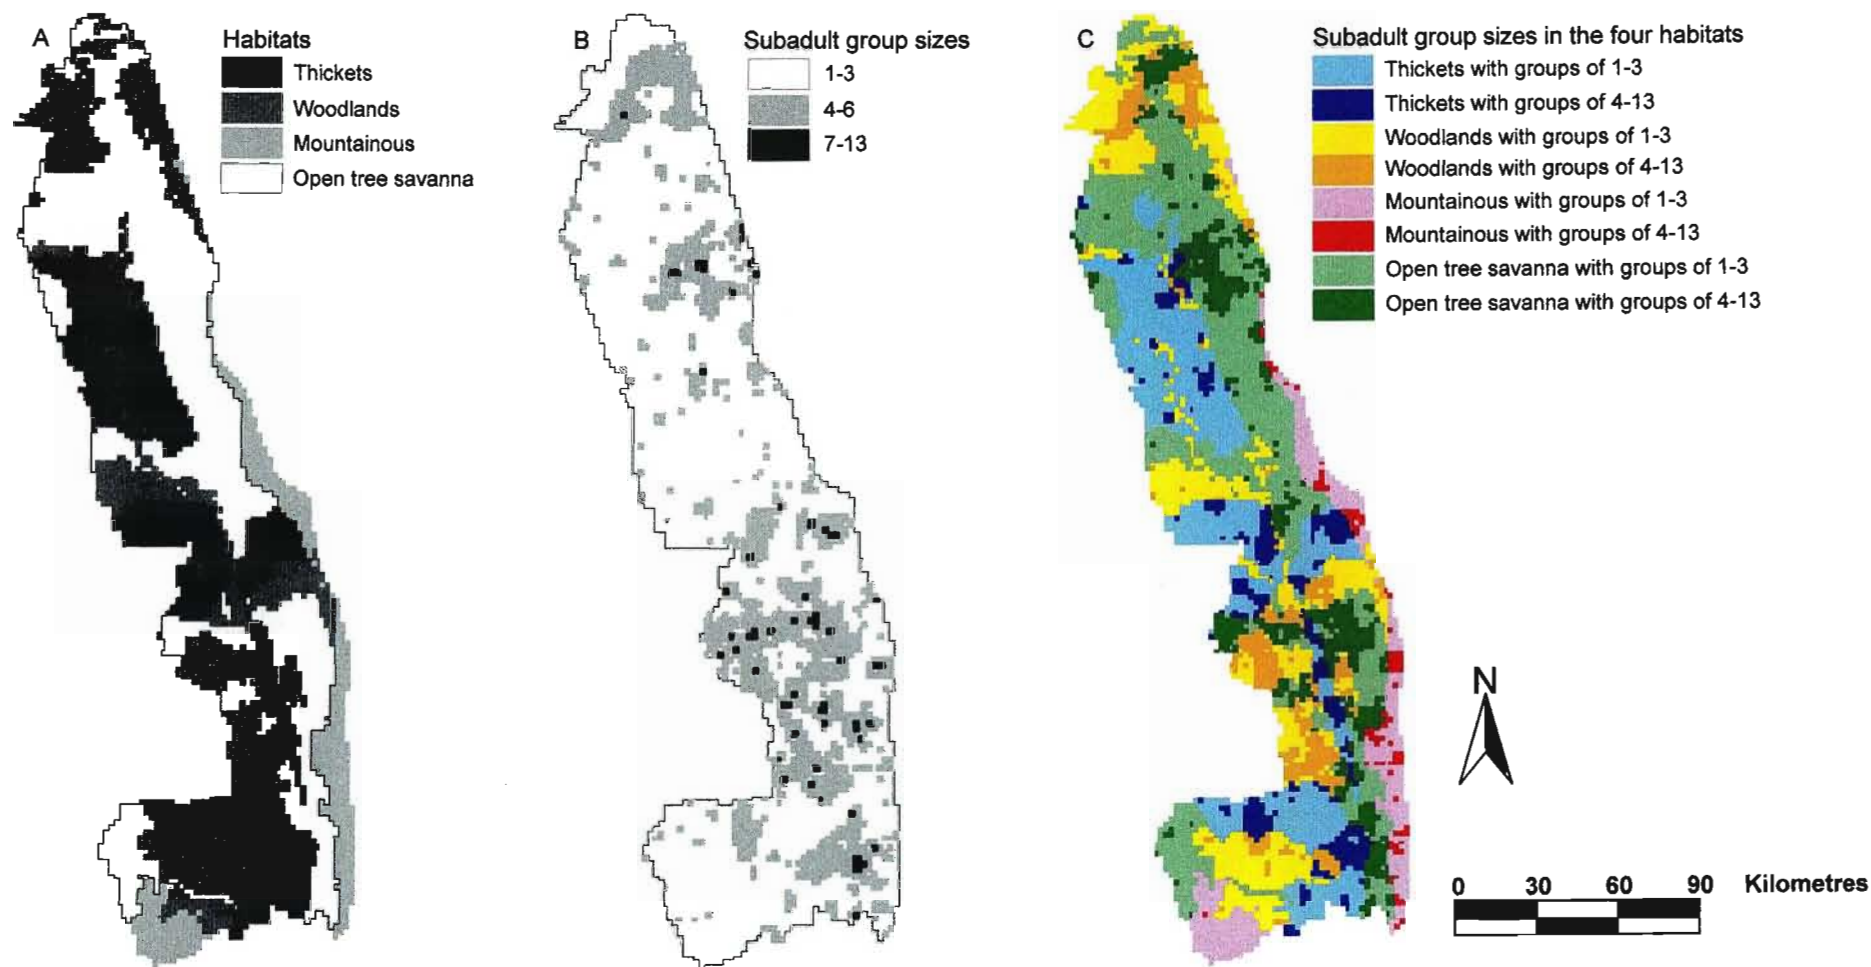 A
Habitats
Thickets
Woodlands
Mountainous
Open tree savanna
B
Subadult group sizes
1-3
4-6
7-13
C
Subadult group sizes in the four habitats
Thickets with groups of 1-3
Thickets with groups of 4-13
Woodlands with groups of 1-3
Woodlands with groups of 4-13
Mountainous with groups of 1-3
Mountainous with groups of 4-13
Open tree savanna with groups of 1-3
Open tree savanna with groups of 4-13
N
0 30 60 90 Kilometres